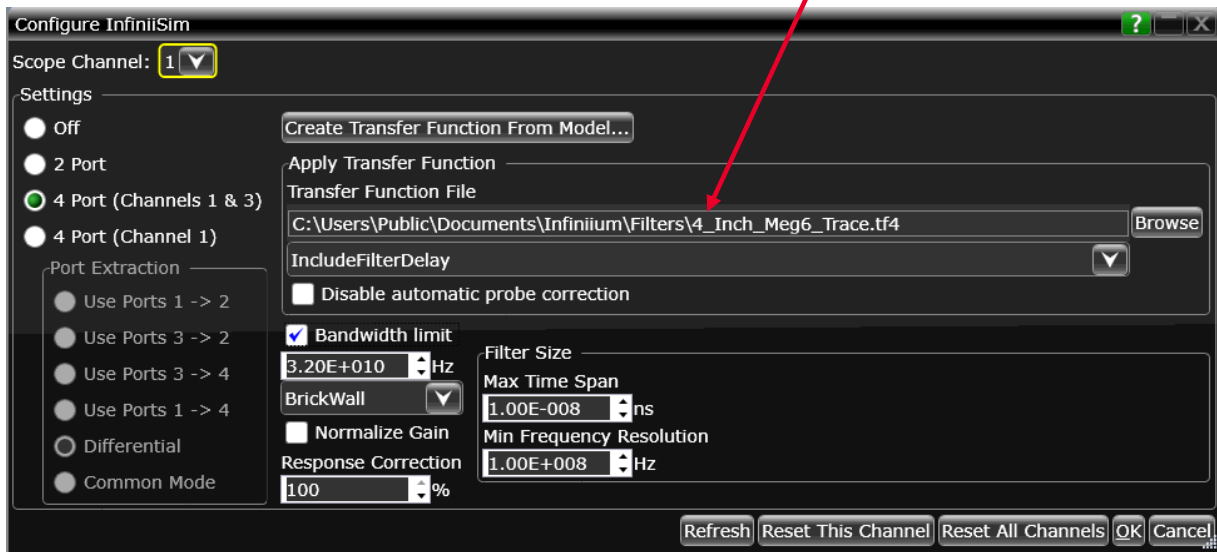 Configure InfiniiSim
?
X
Scope Channel: 1
Settings
Off
2 Port
4 Port (Channels 1 & 3)
4 Port (Channel 1)
Port Extraction
Use Ports 1 -> 2
Use Ports 3 -> 2
Use Ports 3 -> 4
Use Ports 1 -> 4
Differential
Common Mode
Create Transfer Function From Model...
Apply Transfer Function
Transfer Function File
C:\Users\Public\Documents\Infiniium\Filters\4_Inch_Meg6_Trace.tf4 Browse
IncludeFilterDelay
Disable automatic probe correction
Bandwidth limit
3.20E+010 Hz
BrickWall
Normalize Gain
Response Correction
100 %
Filter Size
Max Time Span
1.00E-008 ns
Min Frequency Resolution
1.00E+008 Hz
Refresh Reset This Channel Reset All Channels OK Cancel